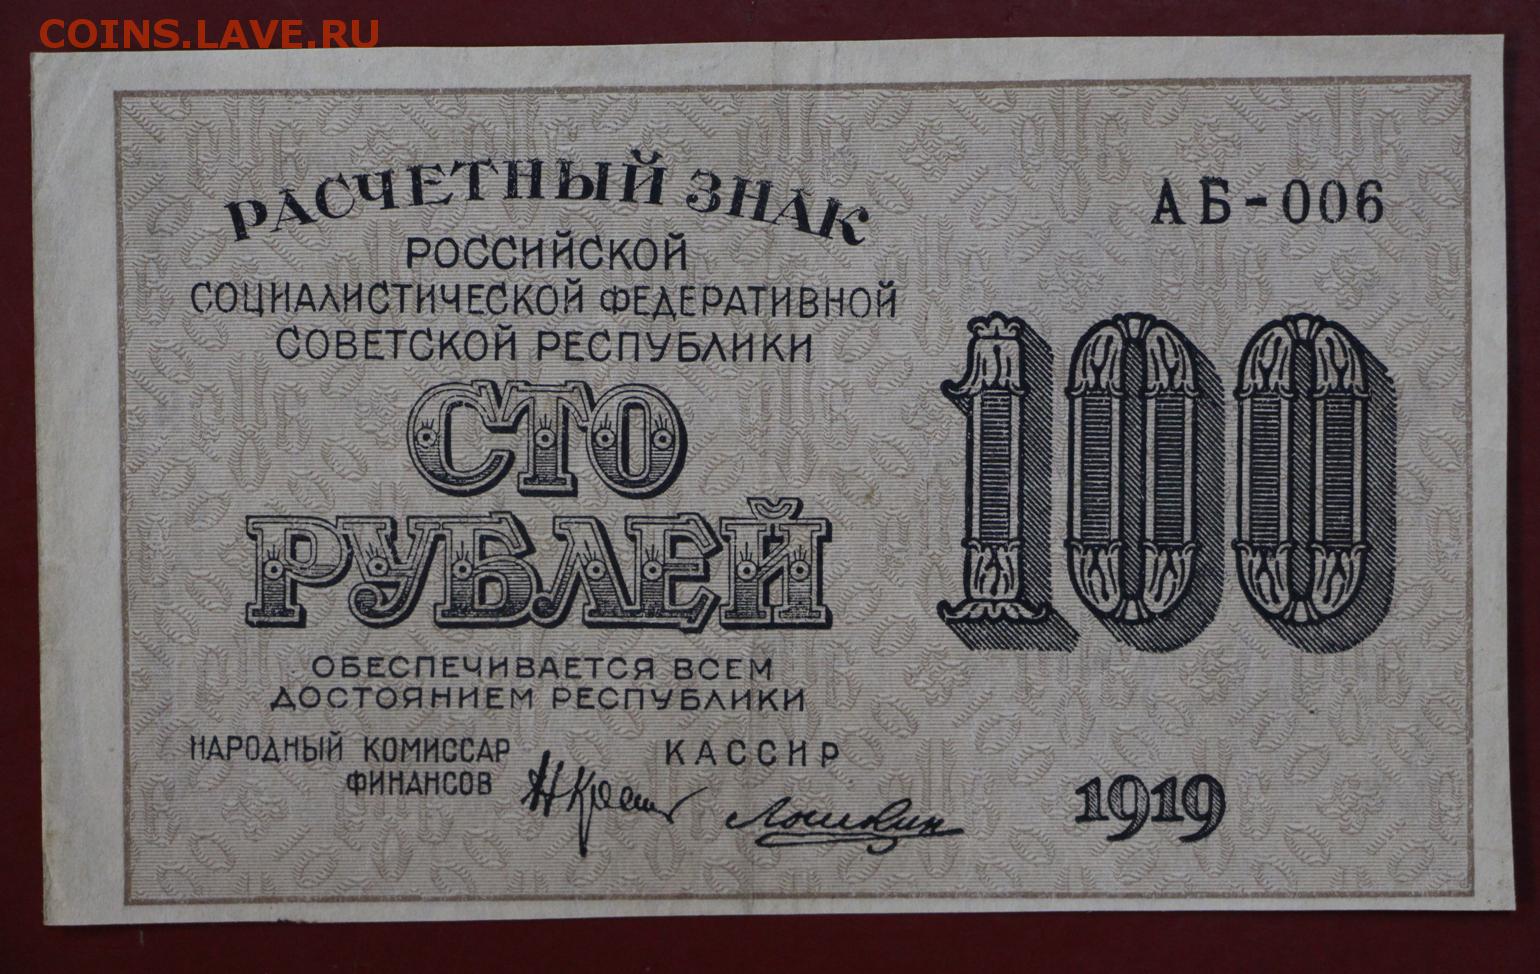 COINS.LAVE.RU
РАСЧЕТНЫЙ ЗНАК
РОССИЙСКОЙ
СОЦИАЛИСТИЧЕСКОЙ ФЕДЕРАТИВНОЙ
СОВЕТСКОЙ РЕСПУБЛИКИ
СТО
РУБЛЕЙ
ОБЕСПЕЧИВАЕТСЯ ВСЕМ
ДОСТОЯНИЕМ РЕСПУБЛИКИ
НАРОДНЫЙ КОМИССАР
ФИНАНСОВ
КАССИР
АБ-006
100
1919